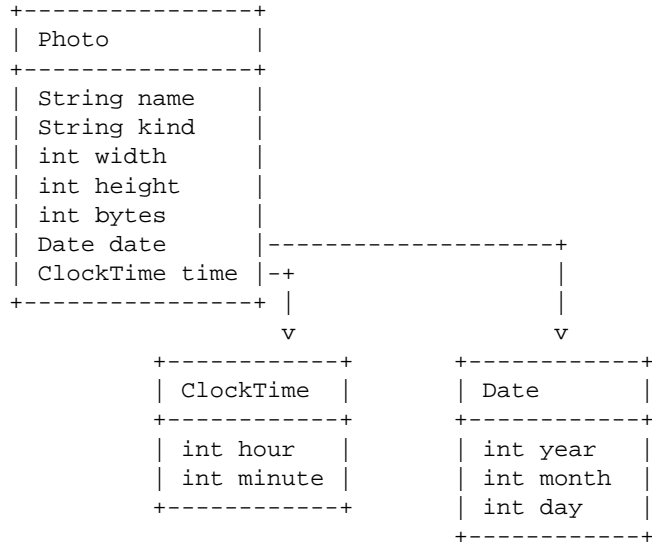 Photo
String name
String kind
int width
int height
int bytes
Date date
ClockTime time
ClockTime
int hour
int minute
Date
int year
int month
int day